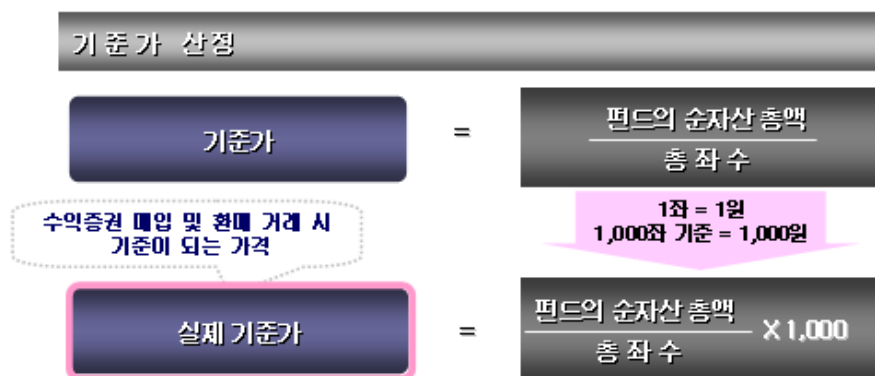 기준가 산정
기준가
=
펀드의 순자산 총액
총 좌 수
수익증권 매입 및 환매 거래 시
기준이 되는 가격
1좌 = 1원
1,000좌 기준 = 1,000원
실제 기준가
=
펀드의 순자산 총액
총 좌 수
X 1,000